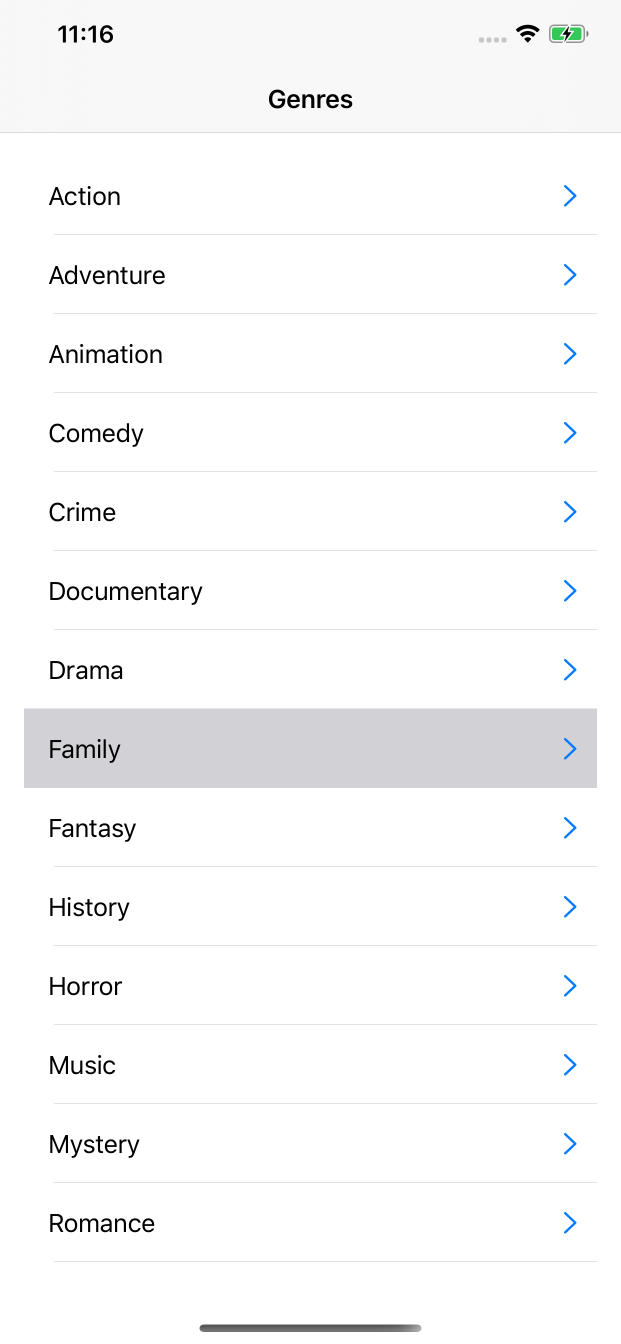 11:16
Genres
Action
Adventure
Animation
Comedy
Crime
Documentary
Drama
Family
Fantasy
History
Horror
Music
Mystery
Romance